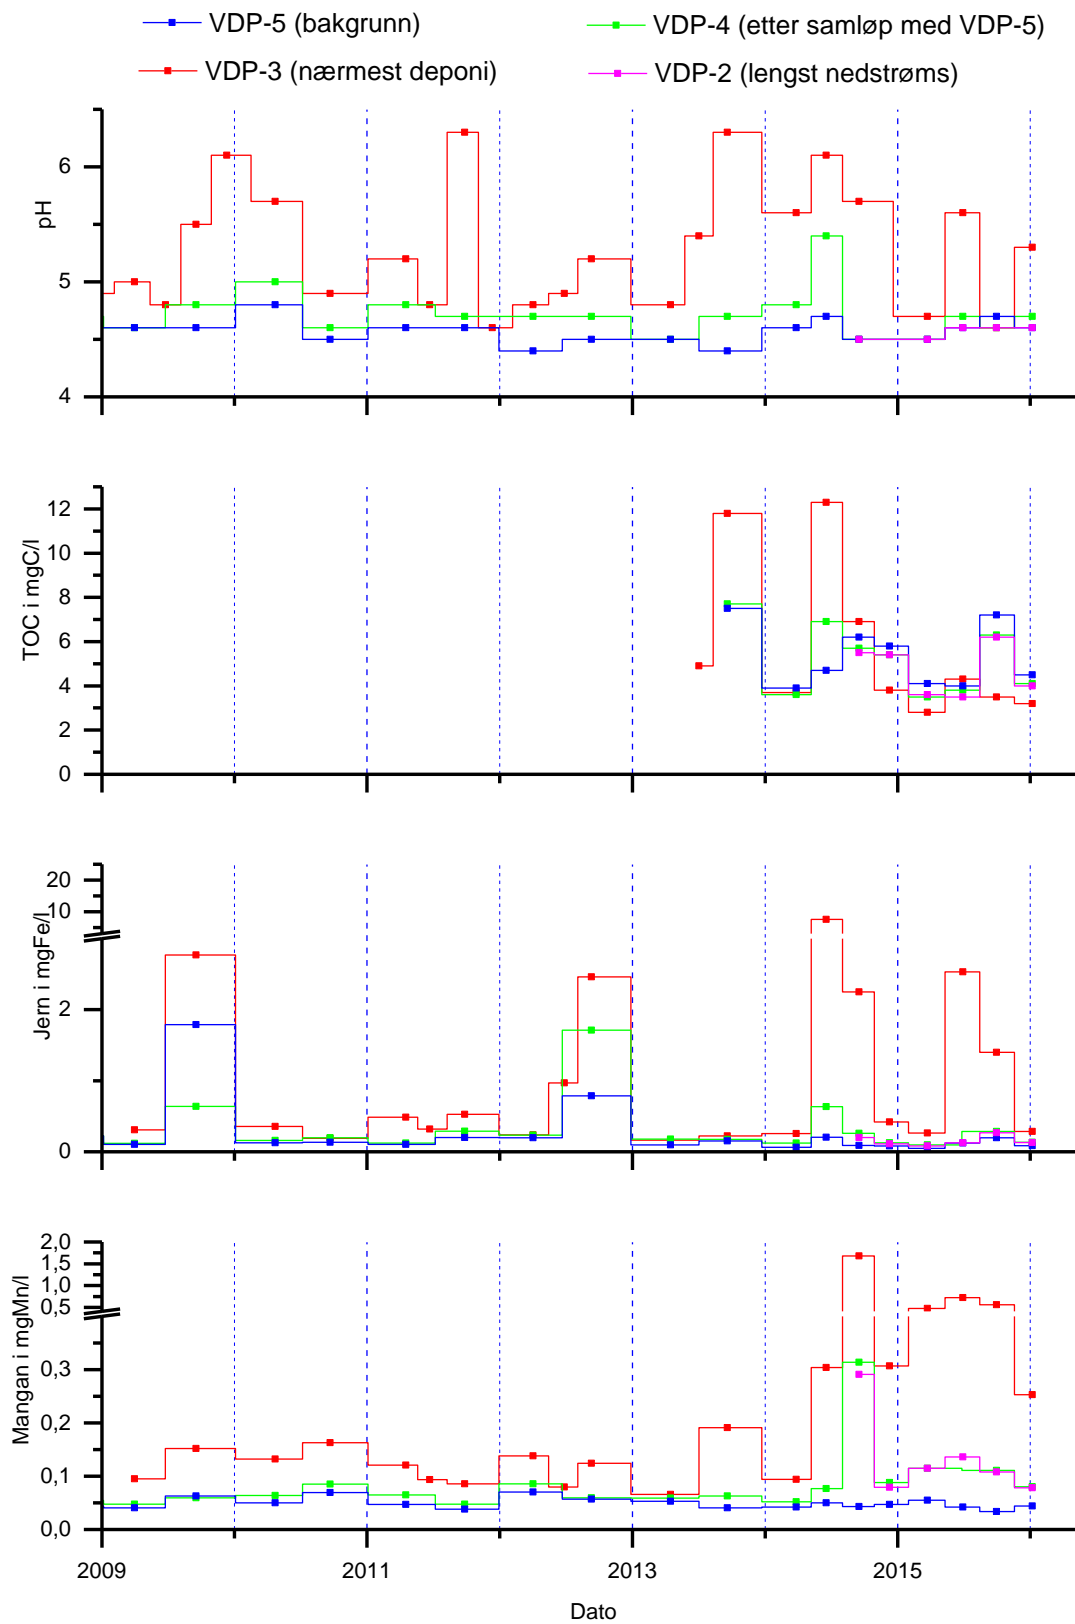 VDP-5 (bakgrunn)
VDP-4 (etter samløp med VDP-5)
VDP-3 (nærmest deponi)
VDP-2 (lengst nedstrøms)
6
5
4
pH
12
10
8
6
4
2
0
TOC i mgC/l
20
10
2
0
Jern i mgFe/l
2,0
1,5
1,0
0,5
0,3
0,2
0,1
0,0
Mangan i mgMn/l
2009
2011
2013
2015
Dato